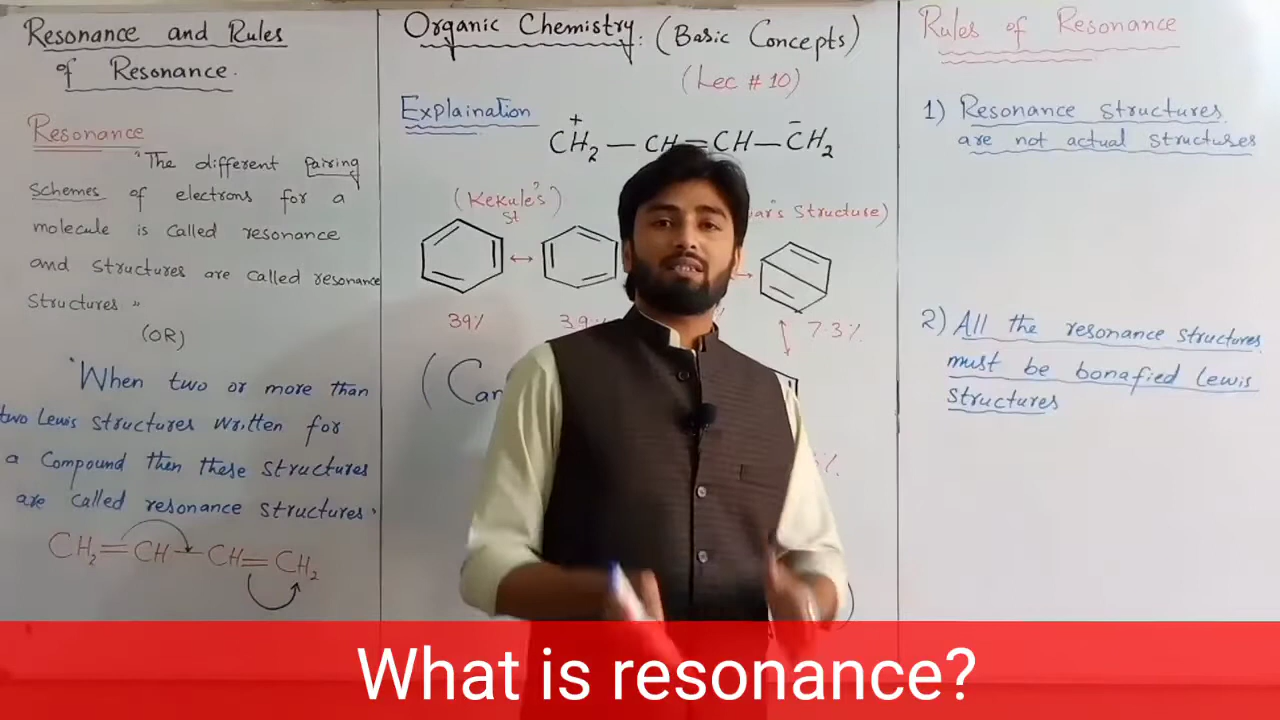 Resonance and Rules
of Resonance.
Resonance
"The different pairing
schemes of electrons for a
molecule is called resonance
and structures are called resonance
structures."
(OR)
"When two or more than
two Lewis structures written for
a compound then these structures
are called resonance structures.
CH₂=CH-CH=CH₂
Organic Chemistry: (Basic Concepts)
(Lec # 10)
Explaination
+CH₂ — CH=CH — -CH₂
(Kekule's)
st
structure)
39%
7.3%
Rules of Resonance
1) Resonance structures
are not actual structures
2) All the resonance structures
must be bonafied Lewis
structures
What is resonance?